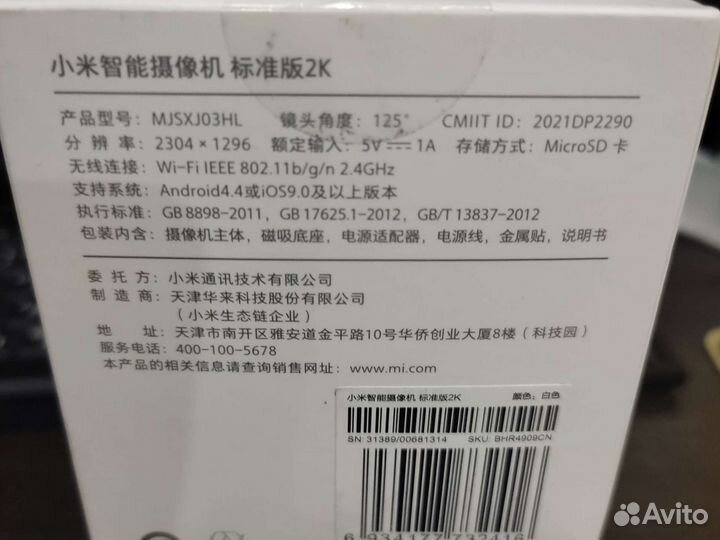 小米智能摄像机 标准版2K
产品型号：MJSXJ03HL 镜头角度：125° CMIIT ID：2021DP2290
分 辨 率：2304 × 1296 额定输入：5V⎓1A 存储方式：MicroSD 卡
无线连接：Wi-Fi IEEE 802.11b/g/n 2.4GHz
支持系统：Android4.4或iOS9.0及以上版本
执行标准：GB 8898-2011，GB 17625.1-2012，GB/T 13837-2012
包装内含：摄像机主体，磁吸底座，电源适配器，电源线，金属贴，说明书
委 托 方：小米通讯技术有限公司
制 造 商：天津华来科技股份有限公司
（小米生态链企业）
地 址：天津市南开区雅安道金平路10号华侨创业大厦8楼（科技园）
服务电话：400-100-5678
本产品的相关信息请查询销售网站：www.mi.com
小米智能摄像机 标准版2K 颜色：白色
SN: 31389/00681314 SKU: BHR4909CN
6 934177 732416
Avito